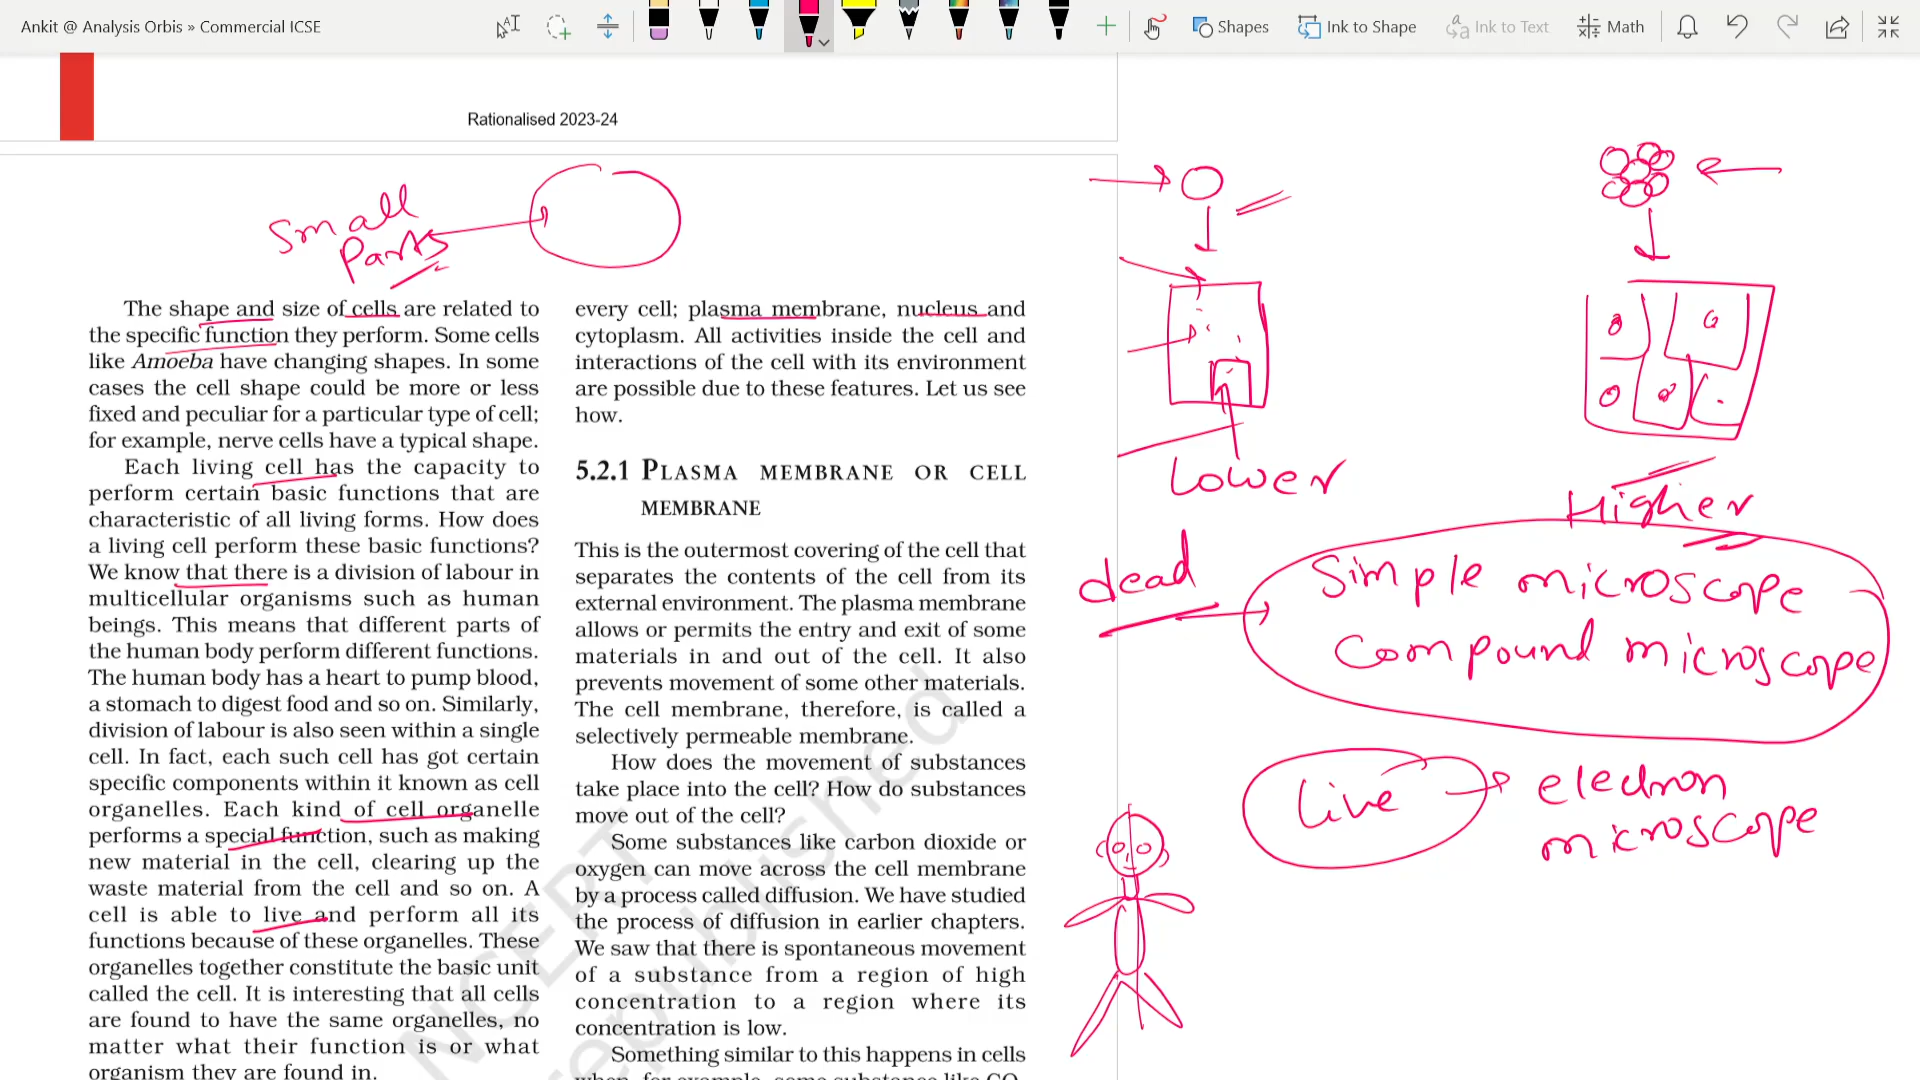 Ankit @ Analysis Orbis » Commercial ICSE
Shapes
Ink to Shape
Ink to Text
Math
Rationalised 2023-24
Small
Parts
The shape and size of cells are related to
the specific function they perform. Some cells
like Amoeba have changing shapes. In some
cases the cell shape could be more or less
fixed and peculiar for a particular type of cell;
for example, nerve cells have a typical shape.
Each living cell has the capacity to
perform certain basic functions that are
characteristic of all living forms. How does
a living cell perform these basic functions?
We know that there is a division of labour in
multicellular organisms such as human
beings. This means that different parts of
the human body perform different functions.
The human body has a heart to pump blood,
a stomach to digest food and so on. Similarly,
division of labour is also seen within a single
cell. In fact, each such cell has got certain
specific components within it known as cell
organelles. Each kind of cell organelle
performs a special function, such as making
new material in the cell, clearing up the
waste material from the cell and so on. A
cell is able to live and perform all its
functions because of these organelles. These
organelles together constitute the basic unit
called the cell. It is interesting that all cells
are found to have the same organelles, no
matter what their function is or what
organism they are found in.
every cell; plasma membrane, nucleus and
cytoplasm. All activities inside the cell and
interactions of the cell with its environment
are possible due to these features. Let us see
how.
5.2.1 PLASMA MEMBRANE OR CELL
MEMBRANE
This is the outermost covering of the cell that
separates the contents of the cell from its
external environment. The plasma membrane
allows or permits the entry and exit of some
materials in and out of the cell. It also
prevents movement of some other materials.
The cell membrane, therefore, is called a
selectively permeable membrane.
How does the movement of substances
take place into the cell? How do substances
move out of the cell?
Some substances like carbon dioxide or
oxygen can move across the cell membrane
by a process called diffusion. We have studied
the process of diffusion in earlier chapters.
We saw that there is spontaneous movement
of a substance from a region of high
concentration to a region where its
concentration is low.
Something similar to this happens in cells
when, for example, some substance like CO
NCERT
republished
Lower
Higher
dead
Simple microscope
Compound microscope
live
electron
microscope